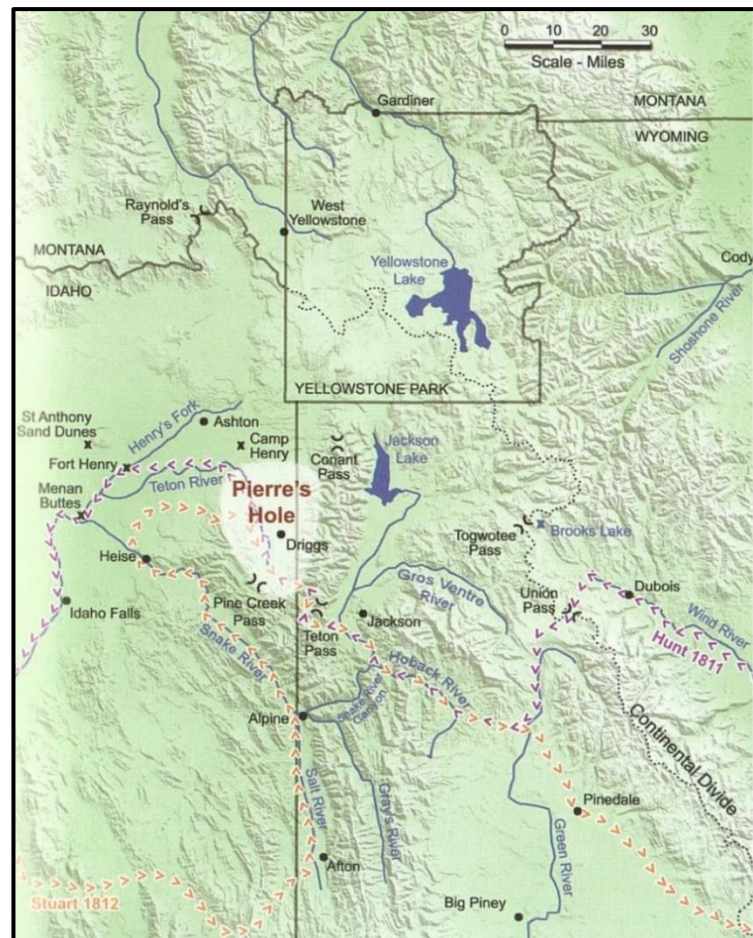 0 10 20 30
Scale - Miles
Gardiner
MONTANA
WYOMING
Raynold's
Pass
West
Yellowstone
MONTANA
IDAHO
Yellowstone
Lake
Cody
Shoshone River
YELLOWSTONE PARK
St Anthony
Sand Dunes
Henry's Fork
Ashton
Camp
Henry
Conant
Pass
Jackson
Lake
Fort Henry
Teton River
Menan
Buttes
Pierre's
Hole
Driggs
Togwotee
Pass
Brooks Lake
Heise
Idaho Falls
Pine Creek
Pass
Teton
Pass
Jackson
Gros Ventre
River
Union
Pass
Dubois
Wind River
Hunt 1811
Snake River
Hoback River
Snake River
Canyon
Alpine
Continental Divide
Salt River
Gray's River
Green River
Pinedale
Afton
Stuart 1812
Big Piney